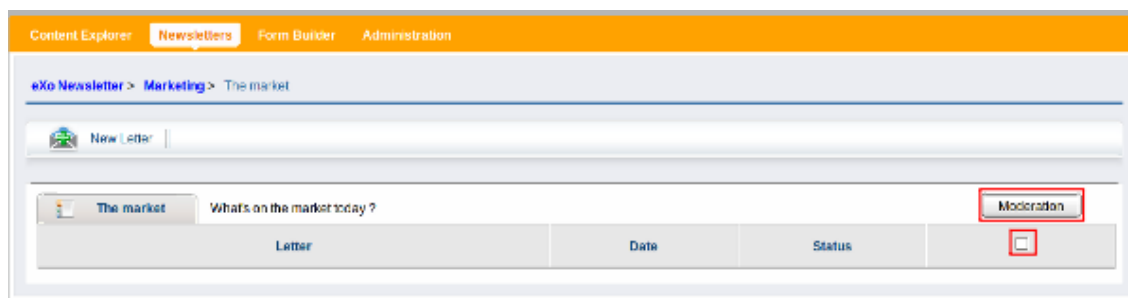 Content Explorer Newsletters Form Builder Administration
eXo Newsletter > Marketing > The market
New Letter
The market What's on the market today ? Moderation
Letter Date Status